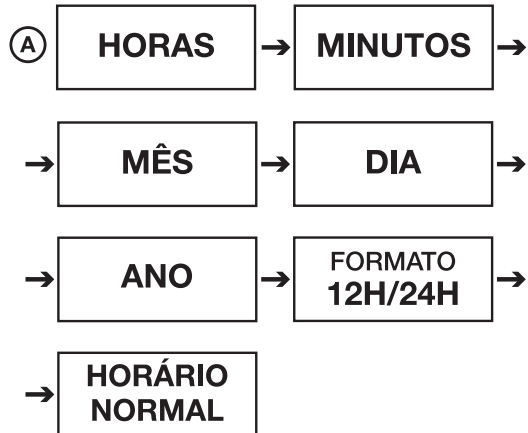 A HORAS → MINUTOS →
→ MÊS → DIA →
→ ANO → FORMATO 12H/24H →
→ HORÁRIO
NORMAL